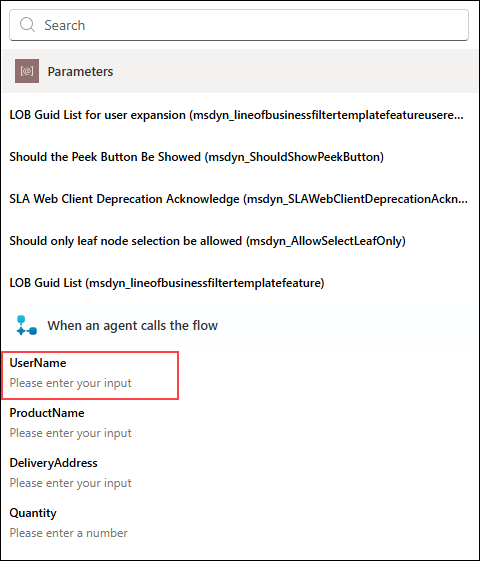 Search
Parameters
LOB Guid List for user expansion (msdyn_lineofbusinessfiltertemplatefeatureusere...
Should the Peek Button Be Showed (msdyn_ShouldShowPeekButton)
SLA Web Client Deprecation Acknowledge (msdyn_SLAWebClientDeprecationAckn...
Should only leaf node selection be allowed (msdyn_AllowSelectLeafOnly)
LOB Guid List (msdyn_lineofbusinessfiltertemplatefeature)
When an agent calls the flow
UserName
Please enter your input
ProductName
Please enter your input
DeliveryAddress
Please enter your input
Quantity
Please enter a number